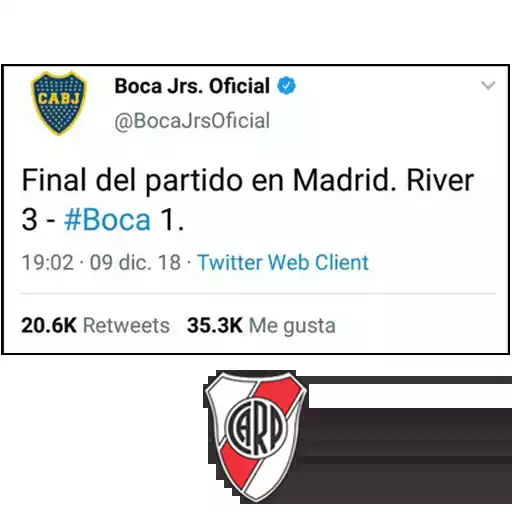 CABJ
Boca Jrs. Oficial
@BocaJrsOficial
Final del partido en Madrid. River
3 - #Boca 1.
19:02 · 09 dic. 18 · Twitter Web Client
20.6K Retweets 35.3K Me gusta
CARP